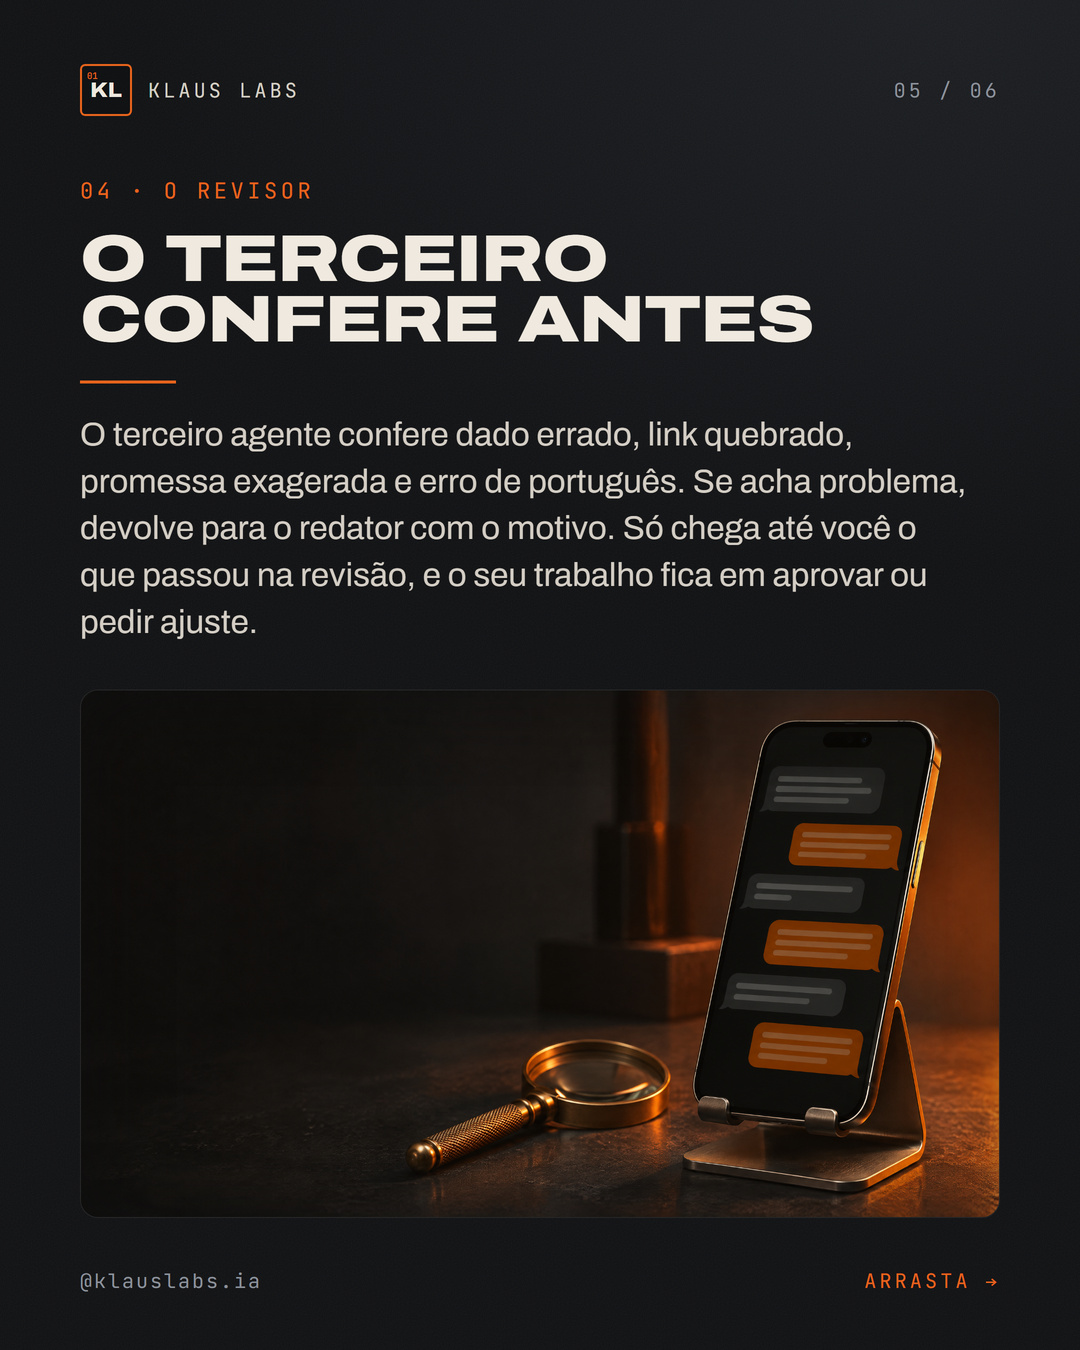 01
KL
KLAUS LABS
05 / 06
04 · O REVISOR
O TERCEIRO
CONFERE ANTES
O terceiro agente confere dado errado, link quebrado,
promessa exagerada e erro de português. Se acha problema,
devolve para o redator com o motivo. Só chega até você o
que passou na revisão, e o seu trabalho fica em aprovar ou
pedir ajuste.
@klauslabs.ia
ARRASTA →